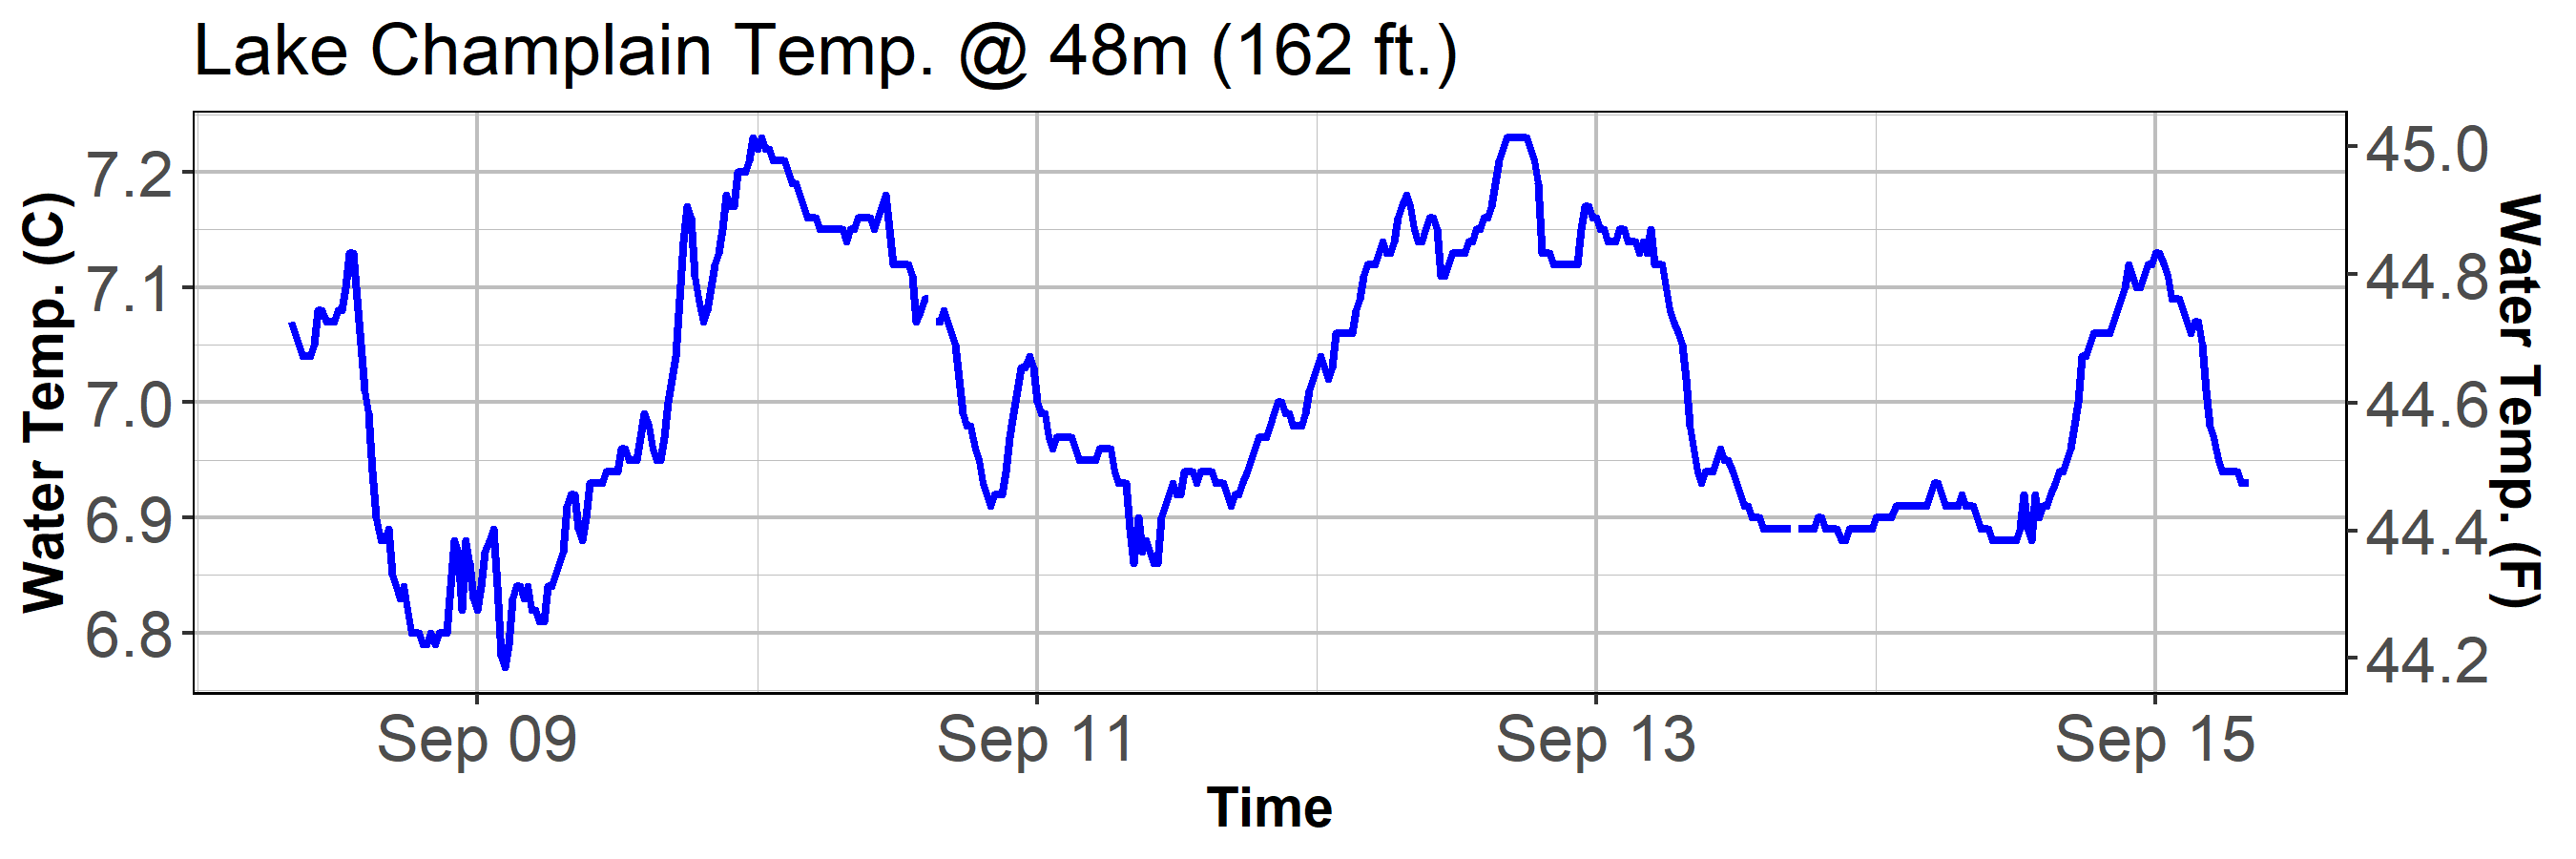 Lake Champlain Temp. @ 48m (162 ft.)
Water Temp. (C)
7.2
7.1
7.0
6.9
6.8
45.0
44.8
44.6
44.4
44.2
Water Temp. (F)
Sep 09 Sep 11 Sep 13 Sep 15
Time